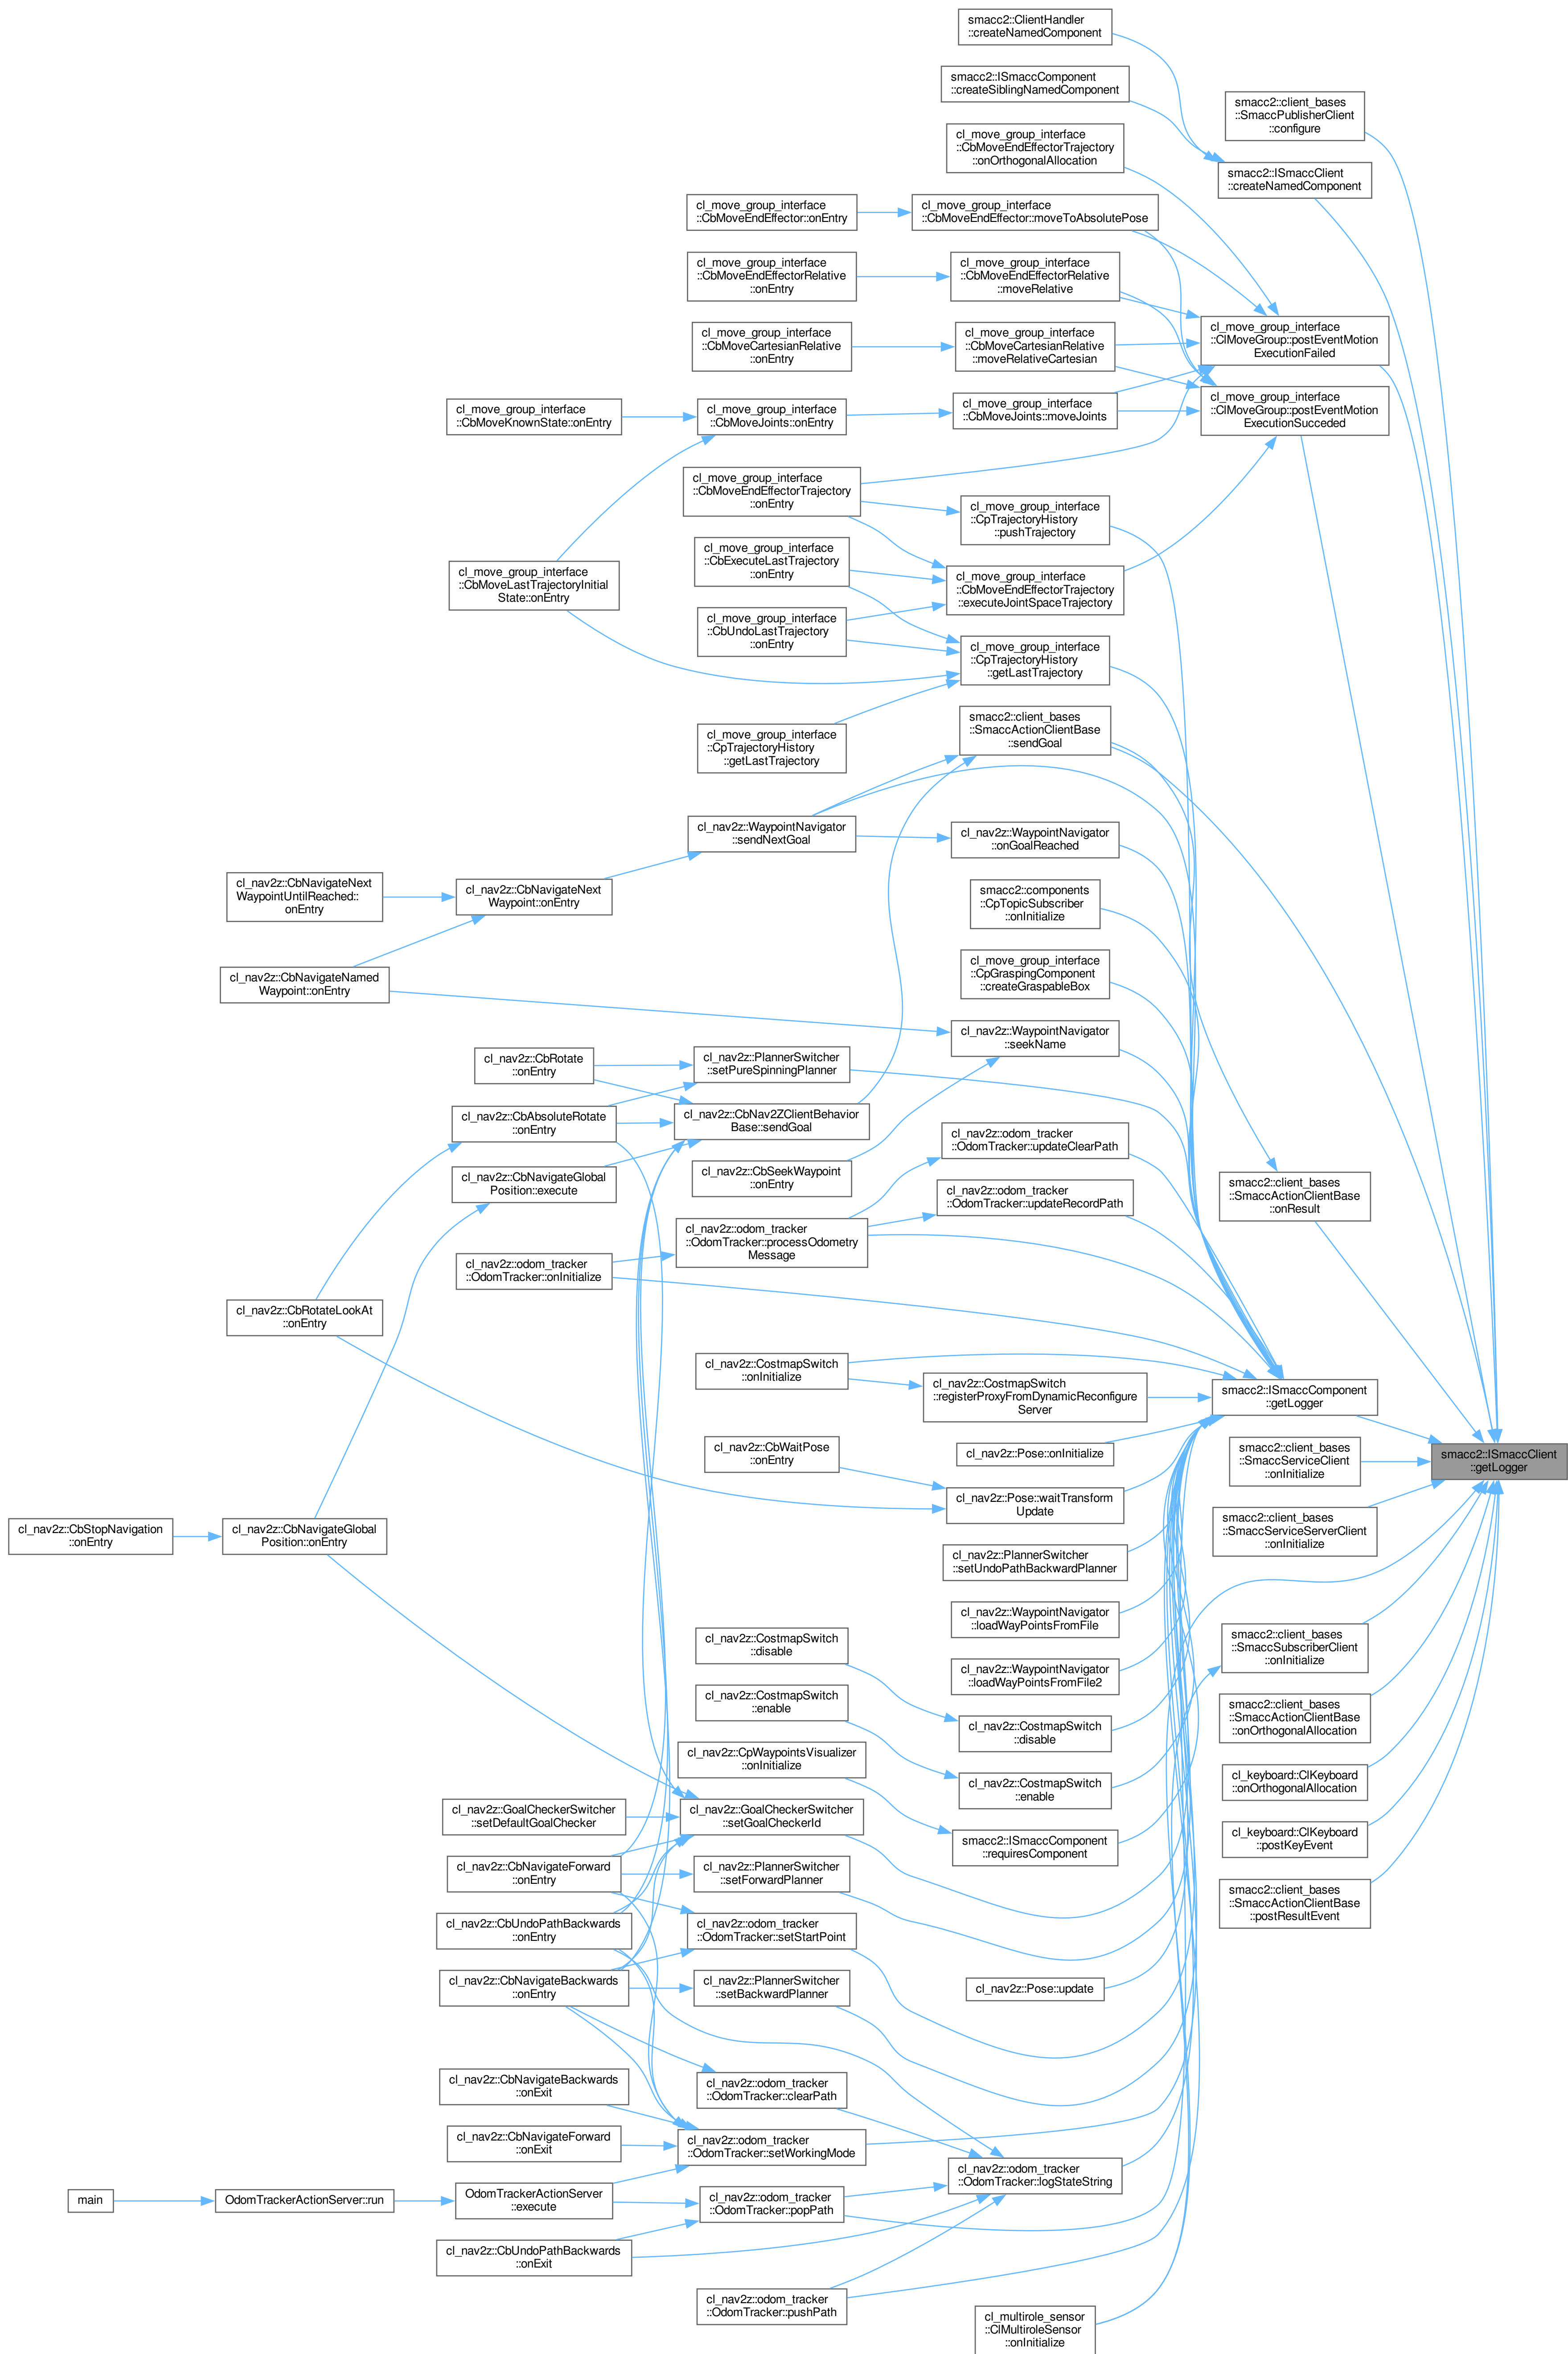 smacc2::ClientHandler
::createNamedComponent
smacc2::ISmaccComponent
::createSiblingNamedComponent
smacc2::client_bases
::SmaccPublisherClient
::configure
cl_move_group_interface
::CbMoveEndEffectorTrajectory
::onOrthogonalAllocation
smacc2::ISmaccClient
::createNamedComponent
cl_move_group_interface
::CbMoveEndEffector::onEntry
cl_move_group_interface
::CbMoveEndEffector::moveToAbsolutePose
cl_move_group_interface
::CbMoveEndEffectorRelative
::onEntry
cl_move_group_interface
::CbMoveEndEffectorRelative
::moveRelative
cl_move_group_interface
::CbMoveCartesianRelative
::onEntry
cl_move_group_interface
::CbMoveCartesianRelative
::moveRelativeCartesian
cl_move_group_interface
::ClMoveGroup::postEventMotion
ExecutionFailed
cl_move_group_interface
::CbMoveKnownState::onEntry
cl_move_group_interface
::CbMoveJoints::onEntry
cl_move_group_interface
::CbMoveJoints::moveJoints
cl_move_group_interface
::ClMoveGroup::postEventMotion
ExecutionSucceded
cl_move_group_interface
::CbMoveEndEffectorTrajectory
::onEntry
cl_move_group_interface
::CpTrajectoryHistory
::pushTrajectory
cl_move_group_interface
::CbExecuteLastTrajectory
::onEntry
cl_move_group_interface
::CbMoveLastTrajectoryInitial
State::onEntry
cl_move_group_interface
::CbMoveEndEffectorTrajectory
::executeJointSpaceTrajectory
cl_move_group_interface
::CbUndoLastTrajectory
::onEntry
cl_move_group_interface
::CpTrajectoryHistory
::getLastTrajectory
cl_move_group_interface
::CpTrajectoryHistory
::getLastTrajectory
smacc2::client_bases
::SmaccActionClientBase
::sendGoal
cl_nav2z::WaypointNavigator
::sendNextGoal
cl_nav2z::WaypointNavigator
::onGoalReached
cl_nav2z::CbNavigateNext
WaypointUntilReached::
onEntry
cl_nav2z::CbNavigateNext
Waypoint::onEntry
smacc2::components
::CpTopicSubscriber
::onInitialize
cl_nav2z::CbNavigateNamed
Waypoint::onEntry
cl_move_group_interface
::CpGraspingComponent
::createGraspableBox
cl_nav2z::WaypointNavigator
::seekName
cl_nav2z::CbRotate
::onEntry
cl_nav2z::PlannerSwitcher
::setPureSpinningPlanner
cl_nav2z::CbAbsoluteRotate
::onEntry
cl_nav2z::CbNav2ZClientBehavior
Base::sendGoal
cl_nav2z::odom_tracker
::OdomTracker::updateClearPath
cl_nav2z::CbNavigateGlobal
Position::execute
cl_nav2z::CbSeekWaypoint
::onEntry
cl_nav2z::odom_tracker
::OdomTracker::updateRecordPath
smacc2::client_bases
::SmaccActionClientBase
::onResult
cl_nav2z::odom_tracker
::OdomTracker::processOdometry
Message
cl_nav2z::odom_tracker
::OdomTracker::onInitialize
cl_nav2z::CbRotateLookAt
::onEntry
cl_nav2z::CostmapSwitch
::onInitialize
cl_nav2z::CostmapSwitch
::registerProxyFromDynamicReconfigure
Server
smacc2::ISmaccComponent
::getLogger
cl_nav2z::Pose::onInitialize
smacc2::ISmaccClient
::getLogger
smacc2::client_bases
::SmaccServiceClient
::onInitialize
cl_nav2z::CbWaitPose
::onEntry
cl_nav2z::Pose::waitTransform
Update
cl_nav2z::CbStopNavigation
::onEntry
cl_nav2z::CbNavigateGlobal
Position::onEntry
smacc2::client_bases
::SmaccServiceServerClient
::onInitialize
cl_nav2z::PlannerSwitcher
::setUndoPathBackwardPlanner
cl_nav2z::WaypointNavigator
::loadWayPointsFromFile
cl_nav2z::CostmapSwitch
::disable
smacc2::client_bases
::SmaccSubscriberClient
::onInitialize
cl_nav2z::WaypointNavigator
::loadWayPointsFromFile2
cl_nav2z::CostmapSwitch
::enable
cl_nav2z::CostmapSwitch
::disable
smacc2::client_bases
::SmaccActionClientBase
::onOrthogonalAllocation
cl_nav2z::CpWaypointsVisualizer
::onInitialize
cl_nav2z::CostmapSwitch
::enable
cl_keyboard::ClKeyboard
::onOrthogonalAllocation
cl_nav2z::GoalCheckerSwitcher
::setDefaultGoalChecker
cl_nav2z::GoalCheckerSwitcher
::setGoalCheckerId
smacc2::ISmaccComponent
::requiresComponent
cl_keyboard::ClKeyboard
::postKeyEvent
cl_nav2z::CbNavigateForward
::onEntry
cl_nav2z::PlannerSwitcher
::setForwardPlanner
smacc2::client_bases
::SmaccActionClientBase
::postResultEvent
cl_nav2z::CbUndoPathBackwards
::onEntry
cl_nav2z::odom_tracker
::OdomTracker::setStartPoint
cl_nav2z::CbNavigateBackwards
::onEntry
cl_nav2z::PlannerSwitcher
::setBackwardPlanner
cl_nav2z::Pose::update
cl_nav2z::CbNavigateBackwards
::onExit
cl_nav2z::odom_tracker
::OdomTracker::clearPath
cl_nav2z::CbNavigateForward
::onExit
cl_nav2z::odom_tracker
::OdomTracker::setWorkingMode
cl_nav2z::odom_tracker
::OdomTracker::logStateString
main
OdomTrackerActionServer::run
OdomTrackerActionServer
::execute
cl_nav2z::odom_tracker
::OdomTracker::popPath
cl_nav2z::CbUndoPathBackwards
::onExit
cl_nav2z::odom_tracker
::OdomTracker::pushPath
cl_multirole_sensor
::ClMultiroleSensor
::onInitialize